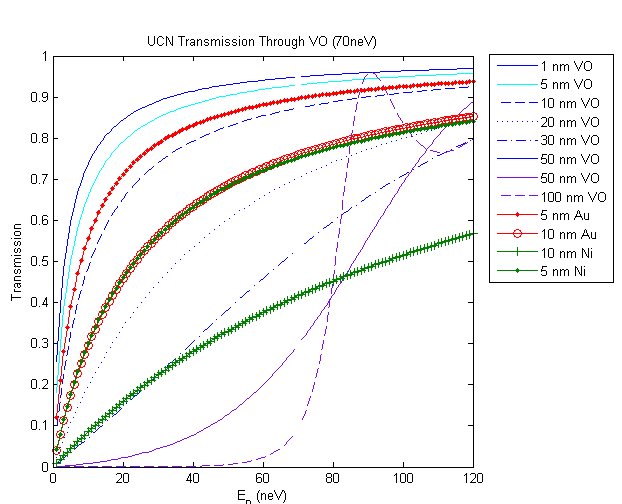 UCN Transmission Through VO (70neV)
1
0.9
0.8
0.7
0.6
0.5
0.4
0.3
0.2
0.1
0
Transmission
0
20
40
60
80
100
120
En (neV)
1 nm VO
5 nm VO
10 nm VO
20 nm VO
30 nm VO
50 nm VO
50 nm VO
100 nm VO
5 nm Au
10 nm Au
10 nm Ni
5 nm Ni